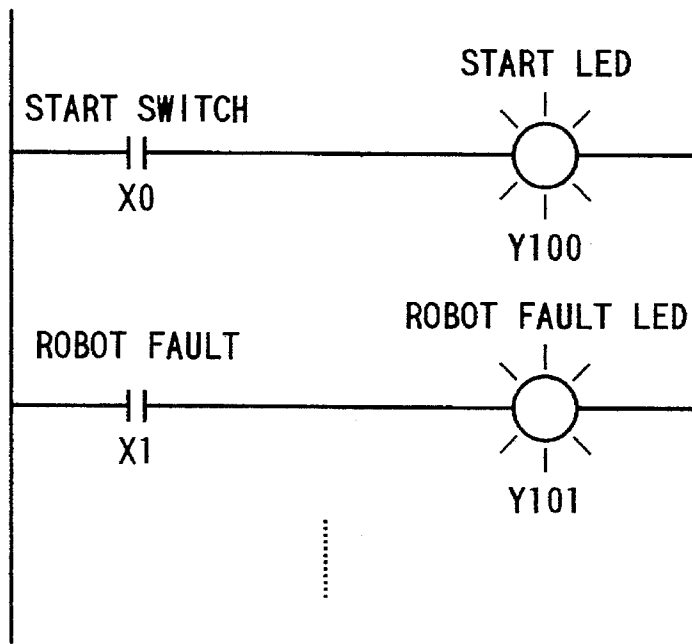 START LED
START SWITCH
X0
Y100
ROBOT FAULT LED
ROBOT FAULT
X1
Y101